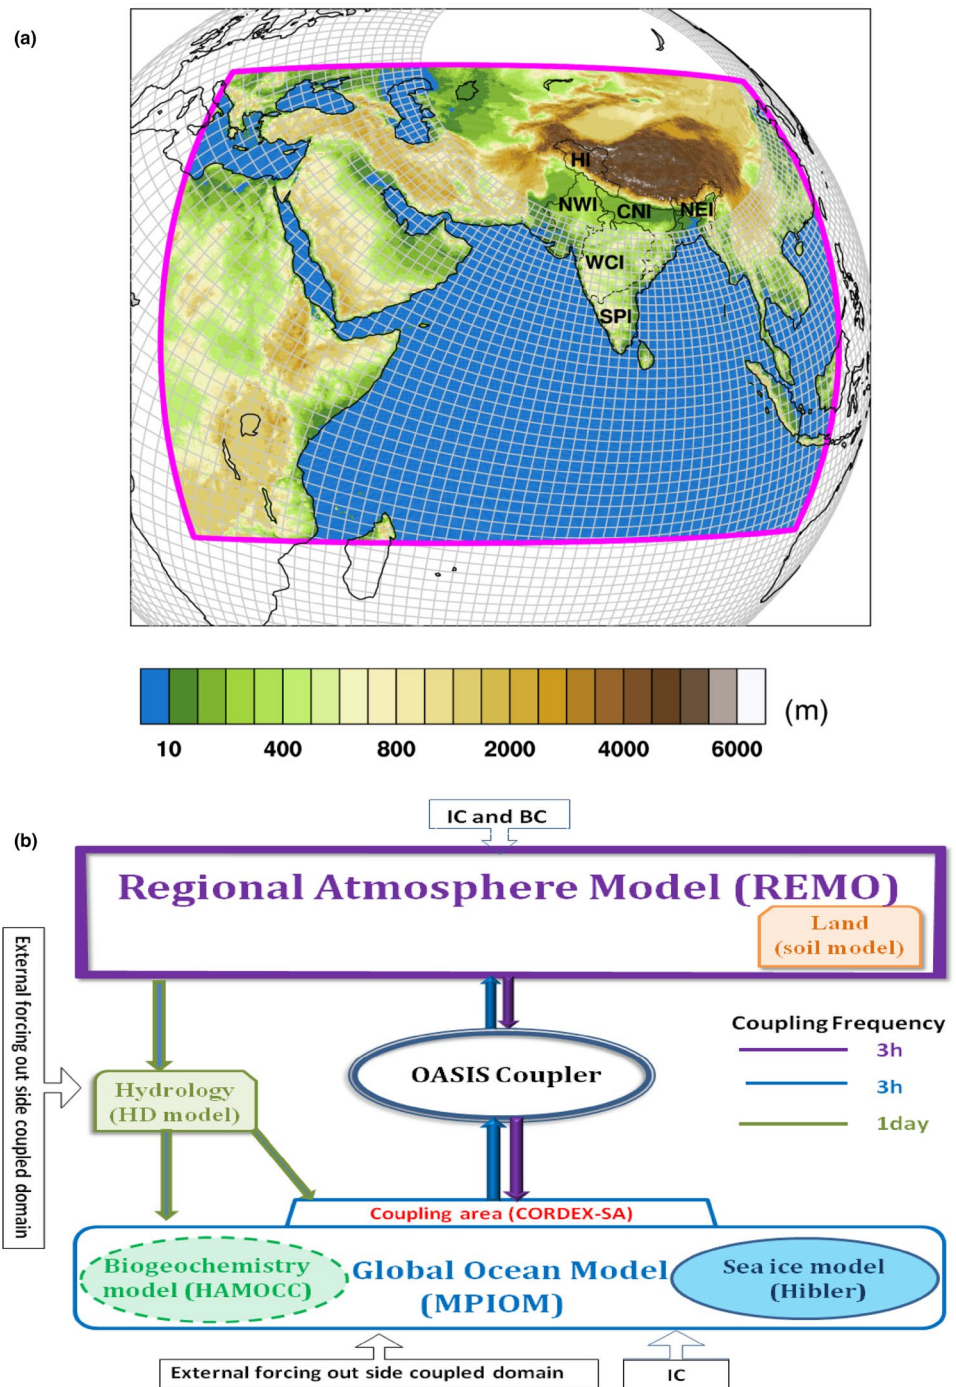 (a)
HI
NWI
CNI
NEI
WCI
SPI
(m)
10 400 800 2000 4000 6000
IC and BC
(b)
Regional Atmosphere Model (REMO)
Land
(soil model)
External forcing out side coupled domain
Coupling Frequency
3h
3h
1day
OASIS Coupler
Hydrology
(HD model)
Coupling area (CORDEX-SA)
Biogeochemistry
model (HAMOCC)
Global Ocean Model
(MPIOM)
Sea ice model
(Hibler)
External forcing out side coupled domain
IC